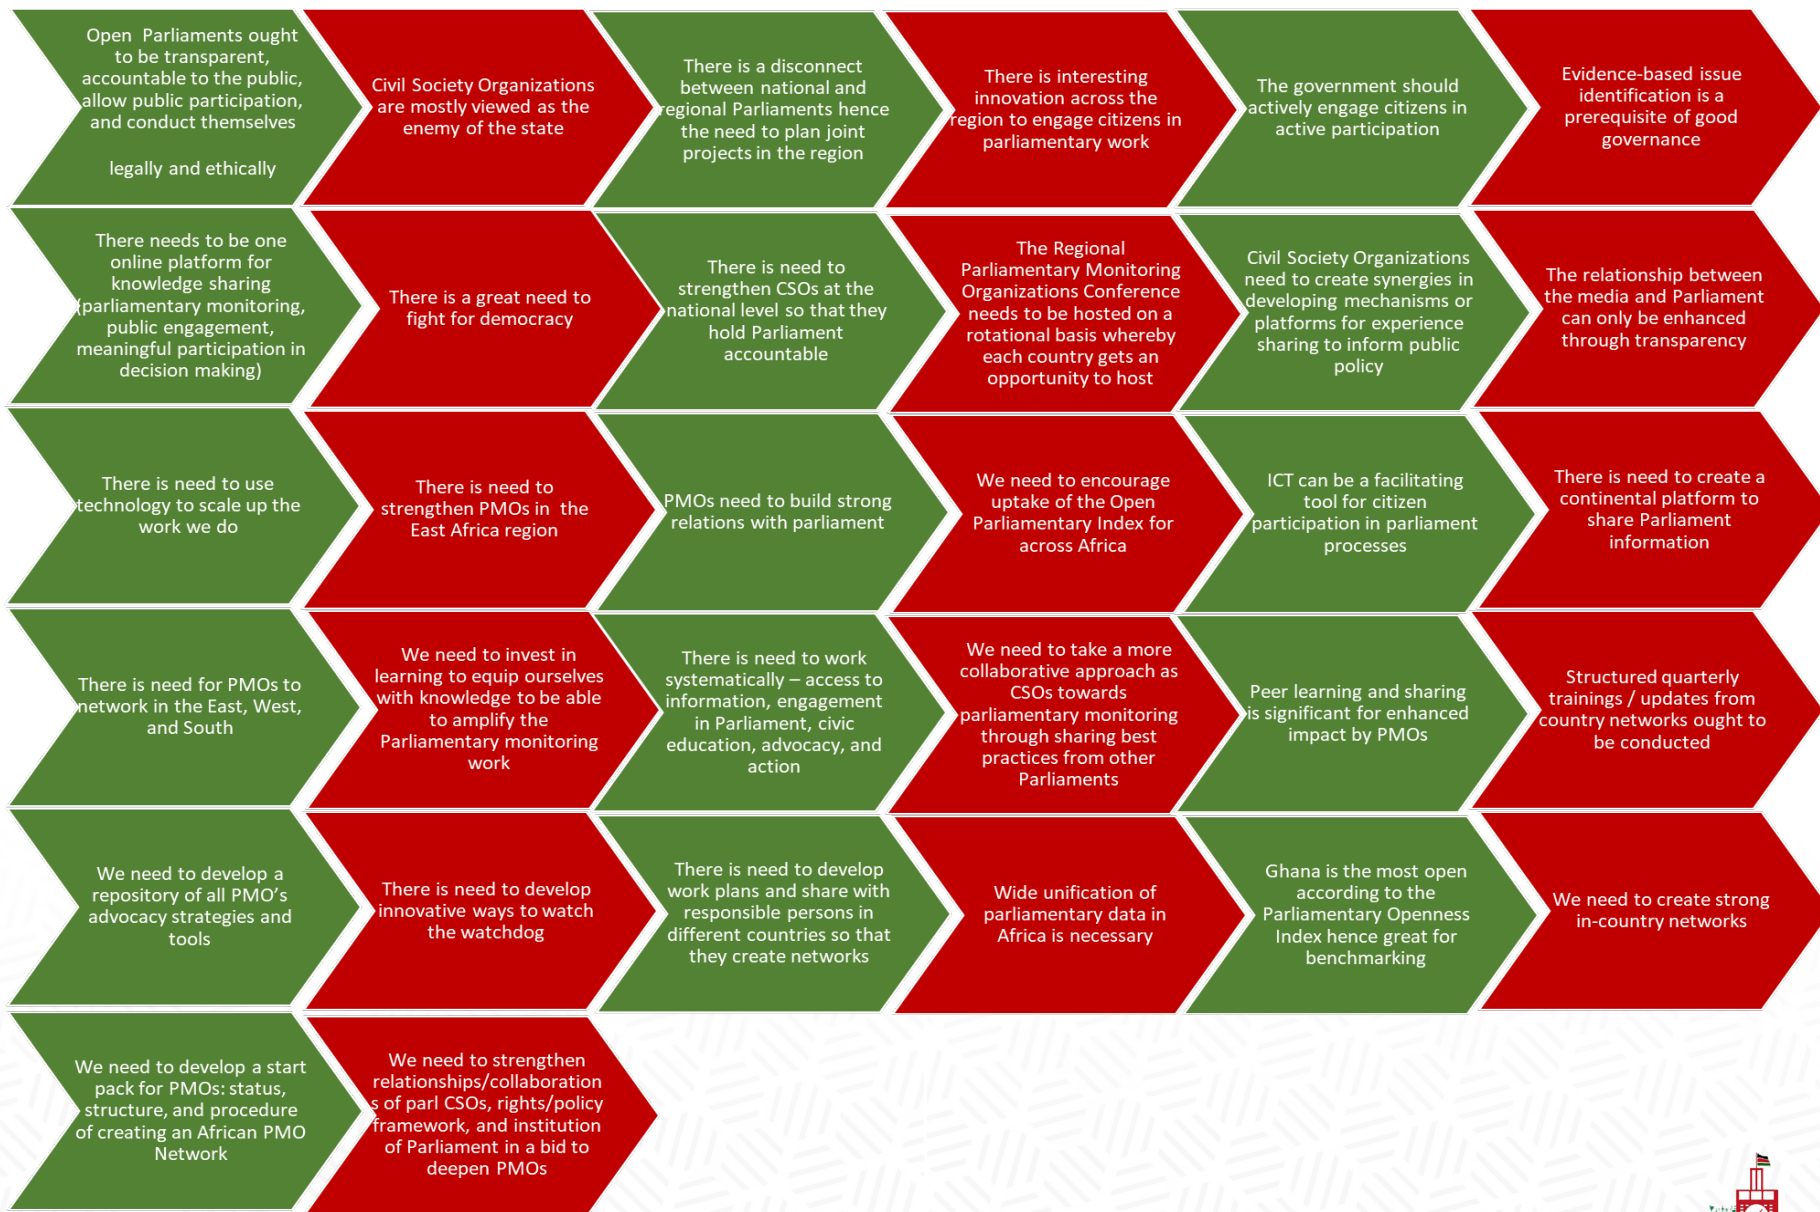 Open Parliaments ought
to be transparent,
accountable to the public,
allow public participation,
and conduct themselves
legally and ethically
Civil Society Organizations
are mostly viewed as the
enemy of the state
There is a disconnect
between national and
regional Parliaments hence
the need to plan joint
projects in the region
There is interesting
innovation across the
region to engage citizens in
parliamentary work
The government should
actively engage citizens in
active participation
Evidence-based issue
identification is a
prerequisite of good
governance
There needs to be one
online platform for
knowledge sharing
(parliamentary monitoring,
public engagement,
meaningful participation in
decision making)
There is a great need to
fight for democracy
There is need to
strengthen CSOs at the
national level so that they
hold Parliament
accountable
The Regional
Parliamentary Monitoring
Organizations Conference
needs to be hosted on a
rotational basis whereby
each country gets an
opportunity to host
Civil Society Organizations
need to create synergies in
developing mechanisms or
platforms for experience
sharing to inform public
policy
The relationship between
the media and Parliament
can only be enhanced
through transparency
There is need to use
technology to scale up the
work we do
There is need to
strengthen PMOs in the
East Africa region
PMOs need to build strong
relations with parliament
We need to encourage
uptake of the Open
Parliamentary Index for
across Africa
ICT can be a facilitating
tool for citizen
participation in parliament
processes
There is need to create a
continental platform to
share Parliament
information
There is need for PMOs to
network in the East, West,
and South
We need to invest in
learning to equip ourselves
with knowledge to be able
to amplify the
Parliamentary monitoring
work
There is need to work
systematically – access to
information, engagement
in Parliament, civic
education, advocacy, and
action
We need to take a more
collaborative approach as
CSOs towards
parliamentary monitoring
through sharing best
practices from other
Parliaments
Peer learning and sharing
is significant for enhanced
impact by PMOs
Structured quarterly
trainings / updates from
country networks ought to
be conducted
We need to develop a
repository of all PMO’s
advocacy strategies and
tools
There is need to develop
innovative ways to watch
the watchdog
There is need to develop
work plans and share with
responsible persons in
different countries so that
they create networks
Wide unification of
parliamentary data in
Africa is necessary
Ghana is the most open
according to the
Parliamentary Openness
Index hence great for
benchmarking
We need to create strong
in-country networks
We need to develop a start
pack for PMOs: status,
structure, and procedure
of creating an African PMO
Network
We need to strengthen
relationships/collaboration
s of parl CSOs, rights/policy
framework, and institution
of Parliament in a bid to
deepen PMOs